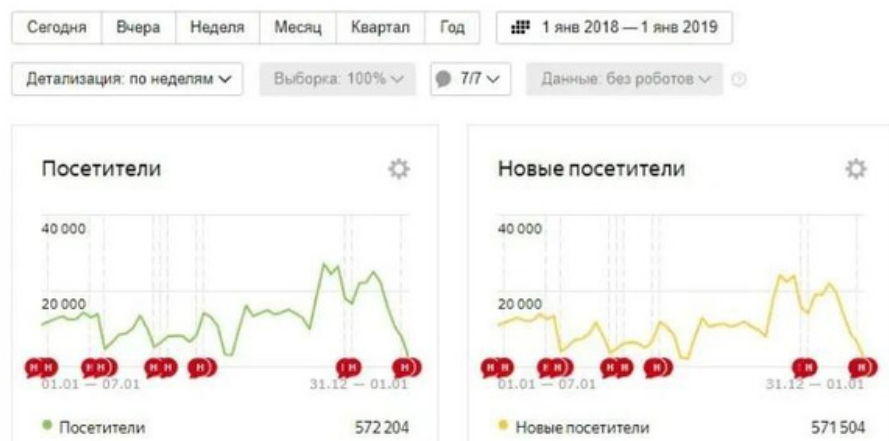 Сегодня Вчера Неделя Месяц Квартал Год 1 янв 2018 — 1 янв 2019
Детализация: по неделям Выборка: 100% 7/7 Данные: без роботов ?
Посетители
40 000
20 000
Н Н Н Н Н Н Н Н Н
01.01 — 07.01 31.12 — 01.01
Посетители 572 204
Новые посетители
40 000
20 000
Н Н Н Н Н Н Н Н Н
01.01 — 07.01 31.12 — 01.01
Новые посетители 571 504